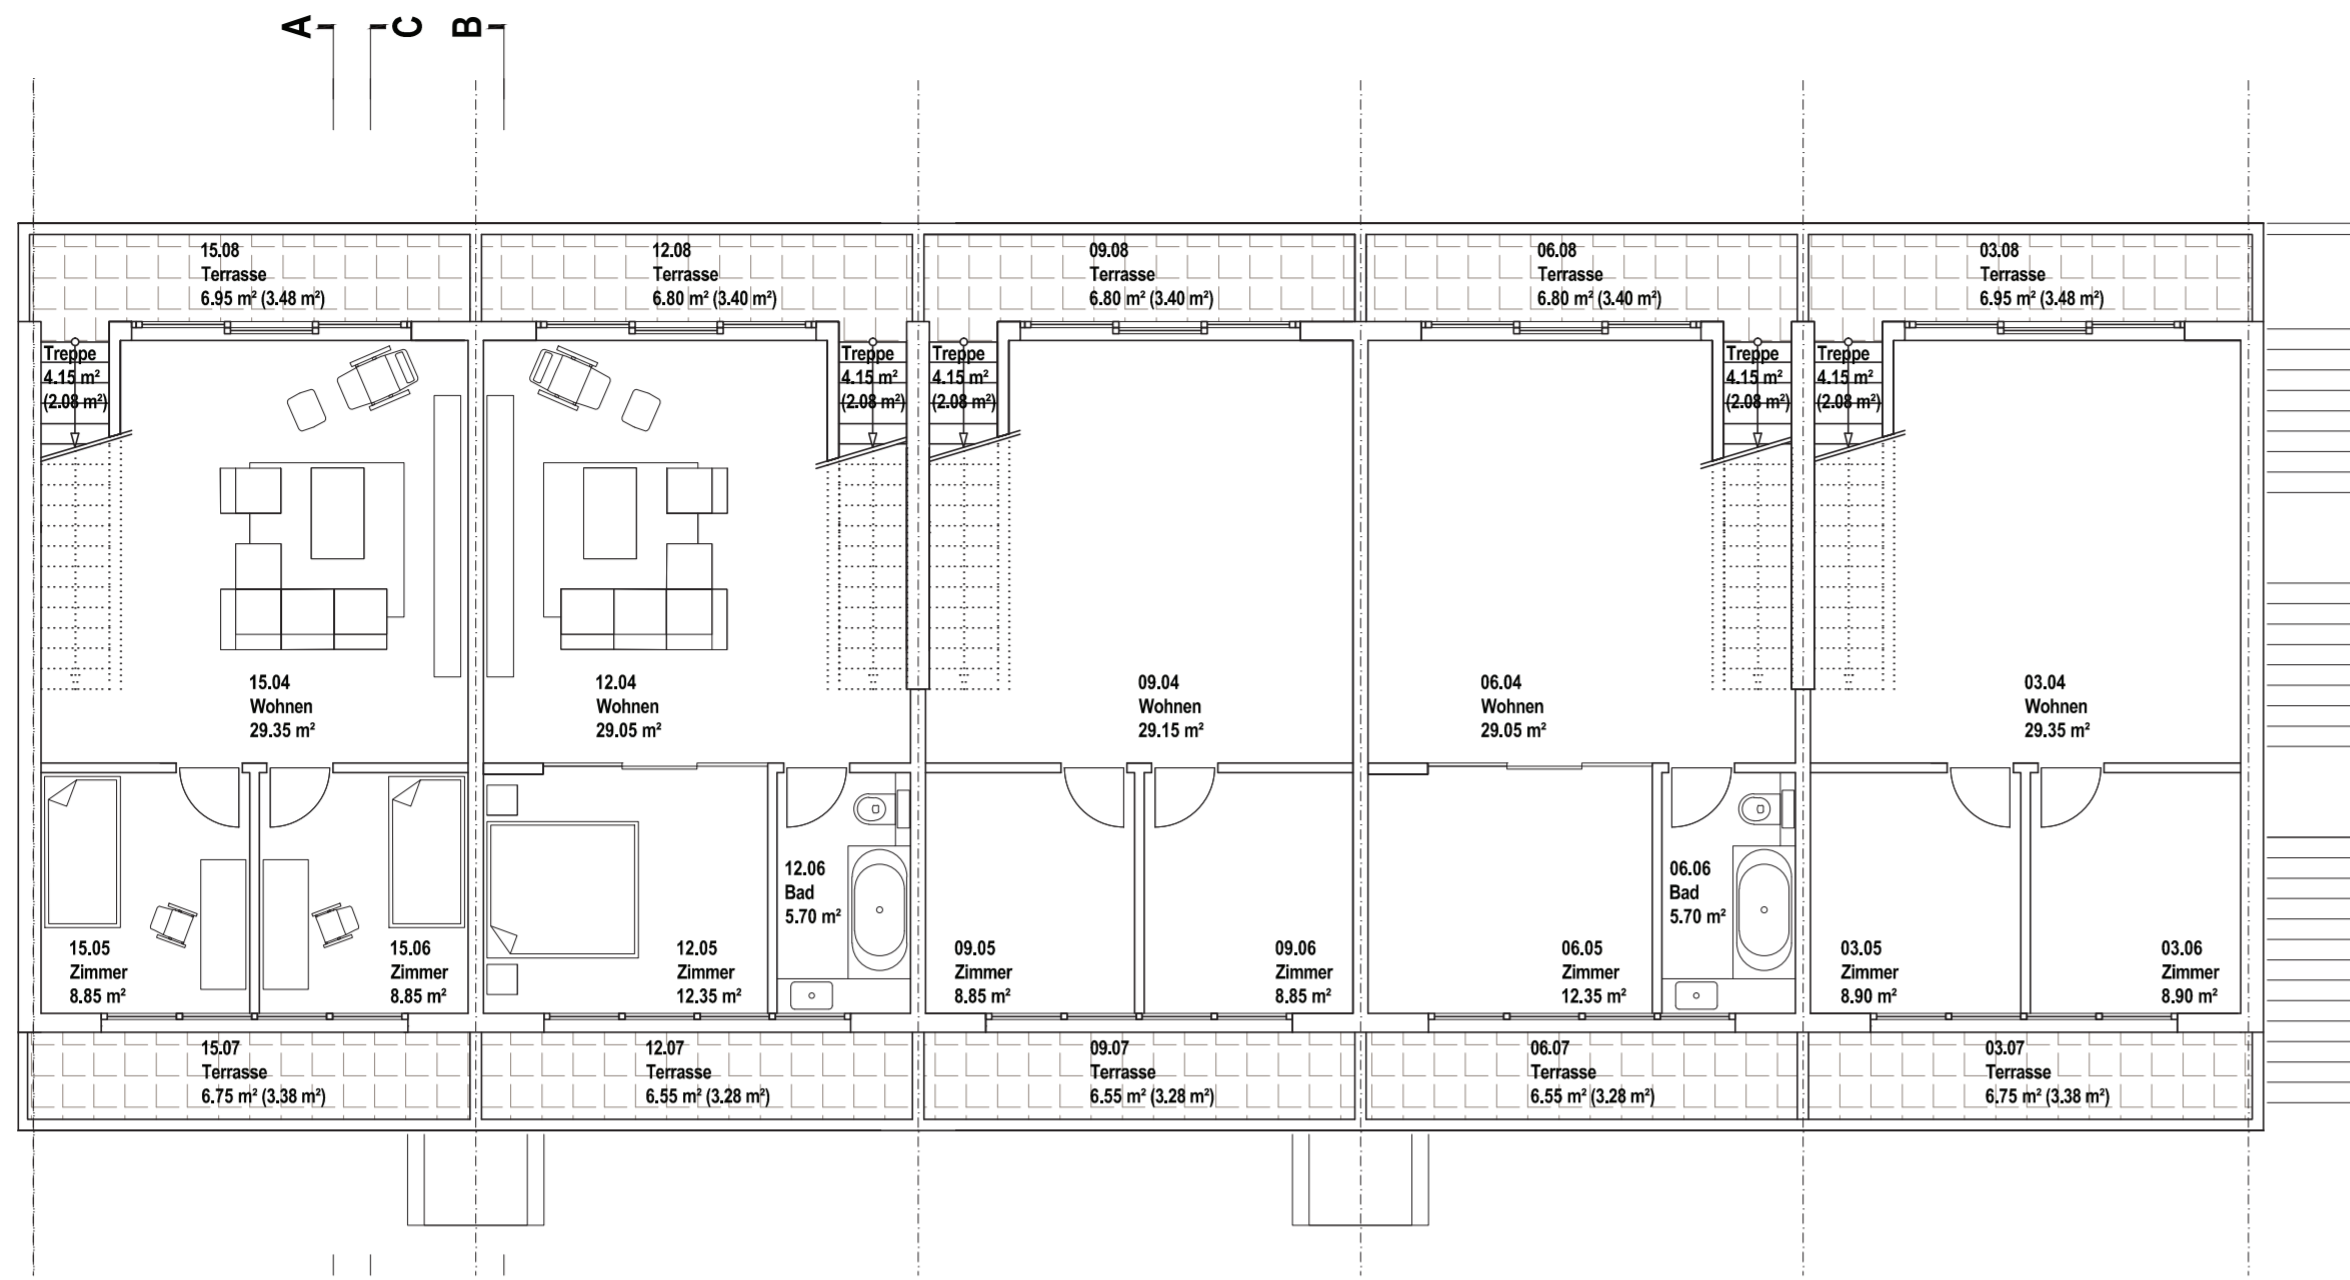 A
C
B
15.08
Terrasse
6.95 m² (3.48 m²)
12.08
Terrasse
6.80 m² (3.40 m²)
09.08
Terrasse
6.80 m² (3.40 m²)
06.08
Terrasse
6.80 m² (3.40 m²)
03.08
Terrasse
6.95 m² (3.48 m²)
Treppe
4.15 m²
(2.08 m²)
Treppe
4.15 m²
(2.08 m²)
Treppe
4.15 m²
(2.08 m²)
Treppe
4.15 m²
(2.08 m²)
Treppe
4.15 m²
(2.08 m²)
15.04
Wohnen
29.35 m²
12.04
Wohnen
29.05 m²
09.04
Wohnen
29.15 m²
06.04
Wohnen
29.05 m²
03.04
Wohnen
29.35 m²
12.06
Bad
5.70 m²
06.06
Bad
5.70 m²
15.05
Zimmer
8.85 m²
15.06
Zimmer
8.85 m²
12.05
Zimmer
12.35 m²
09.05
Zimmer
8.85 m²
09.06
Zimmer
8.85 m²
06.05
Zimmer
12.35 m²
03.05
Zimmer
8.90 m²
03.06
Zimmer
8.90 m²
15.07
Terrasse
6.75 m² (3.38 m²)
12.07
Terrasse
6.55 m² (3.28 m²)
09.07
Terrasse
6.55 m² (3.28 m²)
06.07
Terrasse
6.55 m² (3.28 m²)
03.07
Terrasse
6.75 m² (3.38 m²)